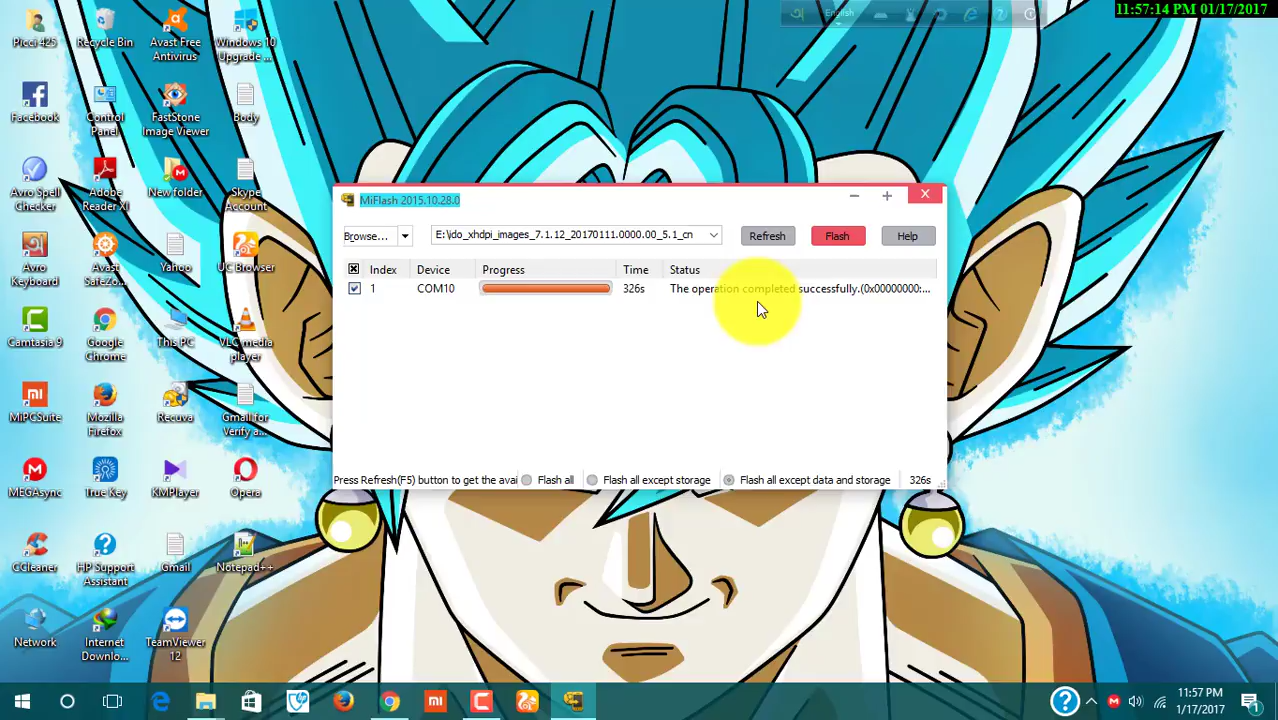 11:57:14 PM 01/17/2017
English
Picci 425
Recycle Bin
Avast Free
Antivirus
Windows 10
Upgrade ...
Facebook
Control
Panel
FastStone
Image Viewer
Body
Avro Spell
Checker
Adobe
Reader XI
New folder
Skype
Account
Avro
Keyboard
Avast
SafeZo...
Yahoo
UC Browser
Camtasia 9
Google
Chrome
This PC
VLC media
player
MiPCSuite
Mozilla
Firefox
Recuva
Gmail for
Verify a...
MEGAsync
True Key
KMPlayer
Opera
CCleaner
HP Support
Assistant
Gmail
Notepad++
Network
Internet
Downlo...
TeamViewer
12
MiFlash 2015.10.28.0
Browse...
E:\ido_xhdpi_images_7.1.12_20170111.0000.00_5.1_cn
Refresh
Flash
Help
Index Device Progress Time Status
1 COM10 326s The operation completed successfully.(0x00000000:...
Press Refresh(F5) button to get the avai Flash all Flash all except storage Flash all except data and storage 326s
11:57 PM
1/17/2017